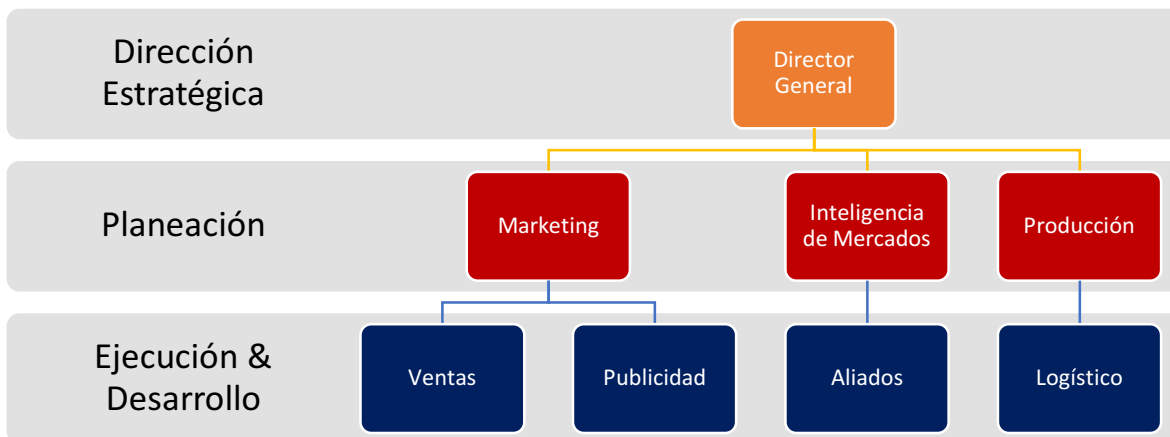 Dirección
Estratégica
Director
General
Planeación
Marketing
Inteligencia
de Mercados
Producción
Ejecución &
Desarrollo
Ventas
Publicidad
Aliados
Logístico